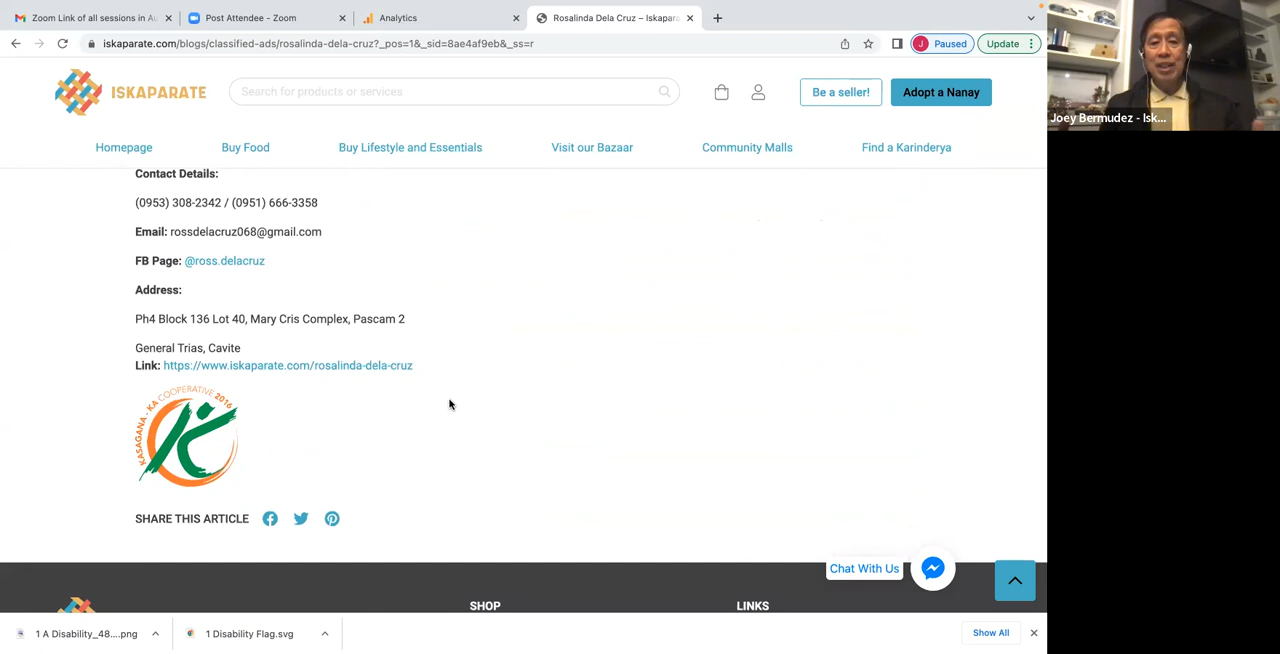 Zoom Link of all sessions in Au
Post Attendee - Zoom
Analytics
Rosalinda Dela Cruz – Iskapara
iskaparate.com/blogs/classified-ads/rosalinda-dela-cruz?_pos=1&_sid=8ae4af9eb&_ss=r
J Paused
Update
Joey Bermudez - Isk...
ISKAPARATE
Search for products or services
Be a seller!
Adopt a Nanay
Homepage
Buy Food
Buy Lifestyle and Essentials
Visit our Bazaar
Community Malls
Find a Karinderya
Contact Details:
(0953) 308-2342 / (0951) 666-3358
Email: rossdelacruz068@gmail.com
FB Page: @ross.delacruz
Address:
Ph4 Block 136 Lot 40, Mary Cris Complex, Pascam 2
General Trias, Cavite
Link: https://www.iskaparate.com/rosalinda-dela-cruz
KASAGANA-KA COOPERATIVE 2016
SHARE THIS ARTICLE
Chat With Us
SHOP
LINKS
1 A Disability_48....png
1 Disability Flag.svg
Show All